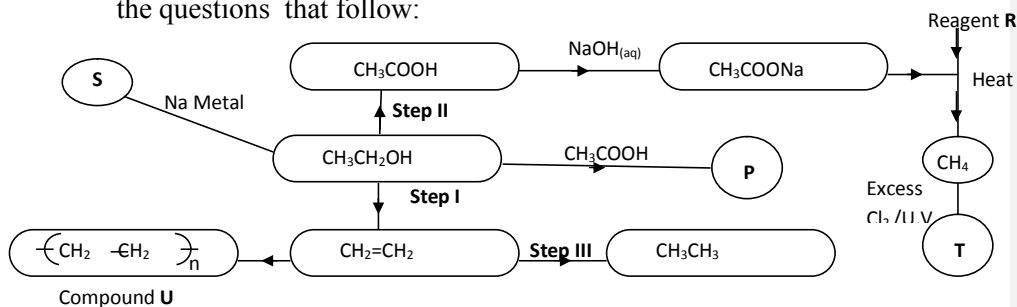 the questions that follow:
Reagent R
NaOH(aq)
CH₃COOH
CH₃COONa
Heat
S
Na Metal
Step II
CH₃CH₂OH
CH₃COOH
P
CH₄
Step I
Excess
Cl₂ /U.V
CH₂ CH₂ n
CH₂=CH₂
Step III
CH₃CH₃
T
Compound U